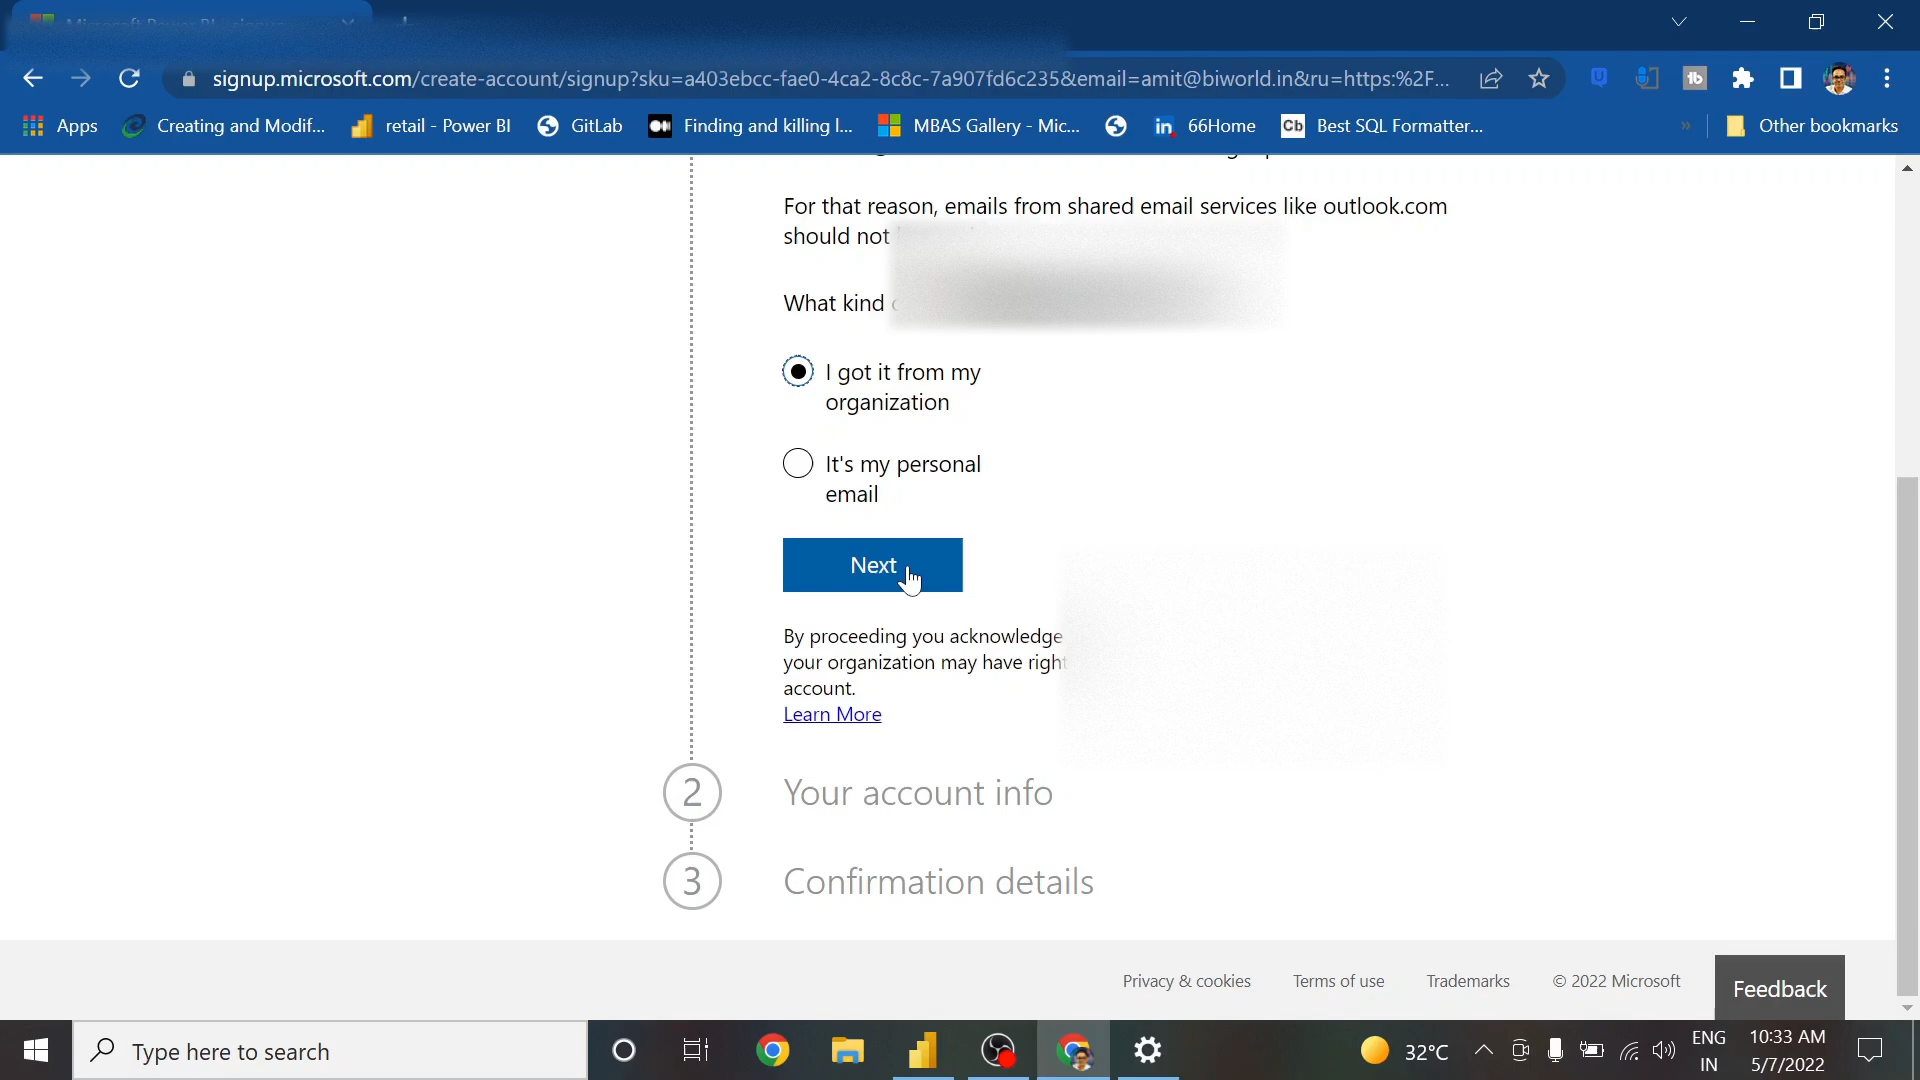 signup.microsoft.com/create-account/signup?sku=a403ebcc-fae0-4ca2-8c8c-7a907fd6c235&email=amit@biworld.in&ru=https:%2F...
Apps Creating and Modif... retail - Power BI GitLab Finding and killing l... MBAS Gallery - Mic... 66Home Cb Best SQL Formatter... » Other bookmarks
For that reason, emails from shared email services like outlook.com
should not
What kind
I got it from my
organization
It's my personal
email
Next
By proceeding you acknowledge
your organization may have right
account.
Learn More
2 Your account info
3 Confirmation details
Privacy & cookies Terms of use Trademarks © 2022 Microsoft Feedback
Type here to search 32°C ENG 10:33 AM
IN 5/7/2022